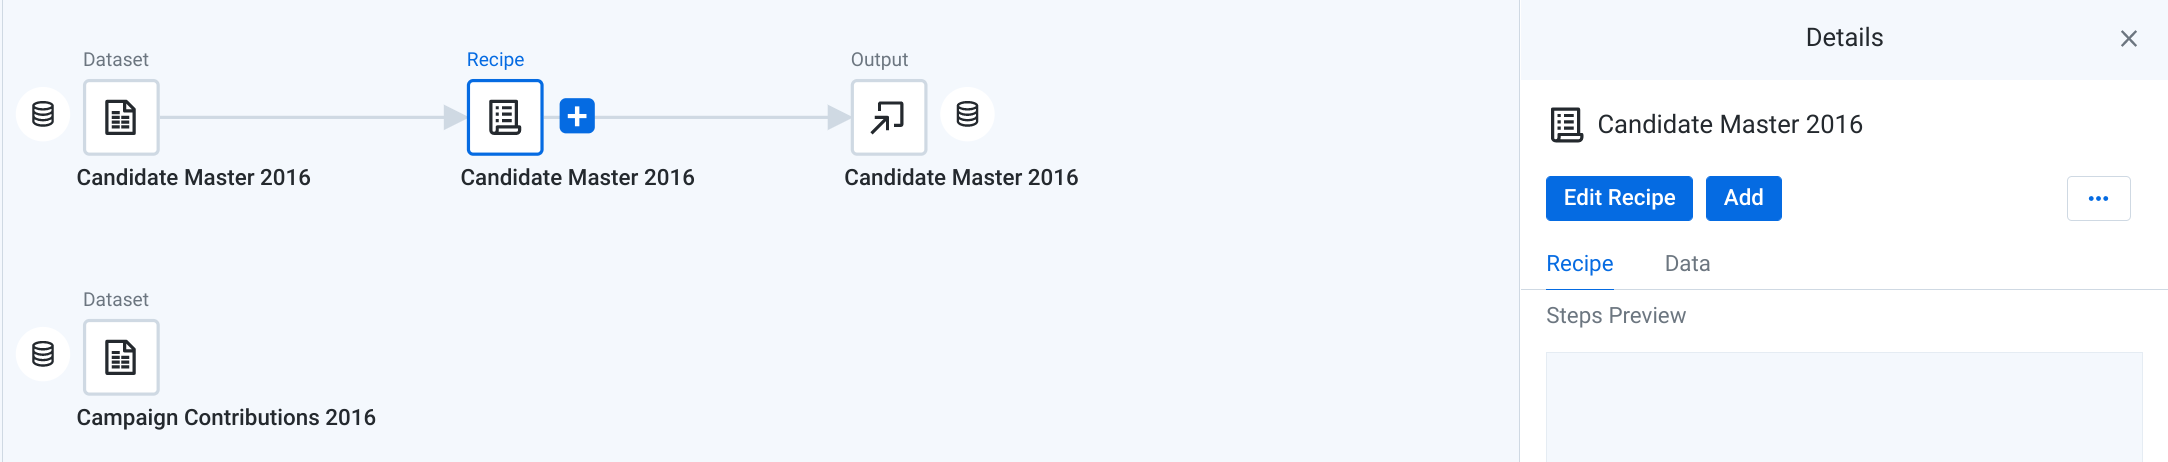 Dataset
Recipe
Output
Candidate Master 2016
Candidate Master 2016
Candidate Master 2016
Dataset
Campaign Contributions 2016
Details
Candidate Master 2016
Edit Recipe
Add
Recipe
Data
Steps Preview